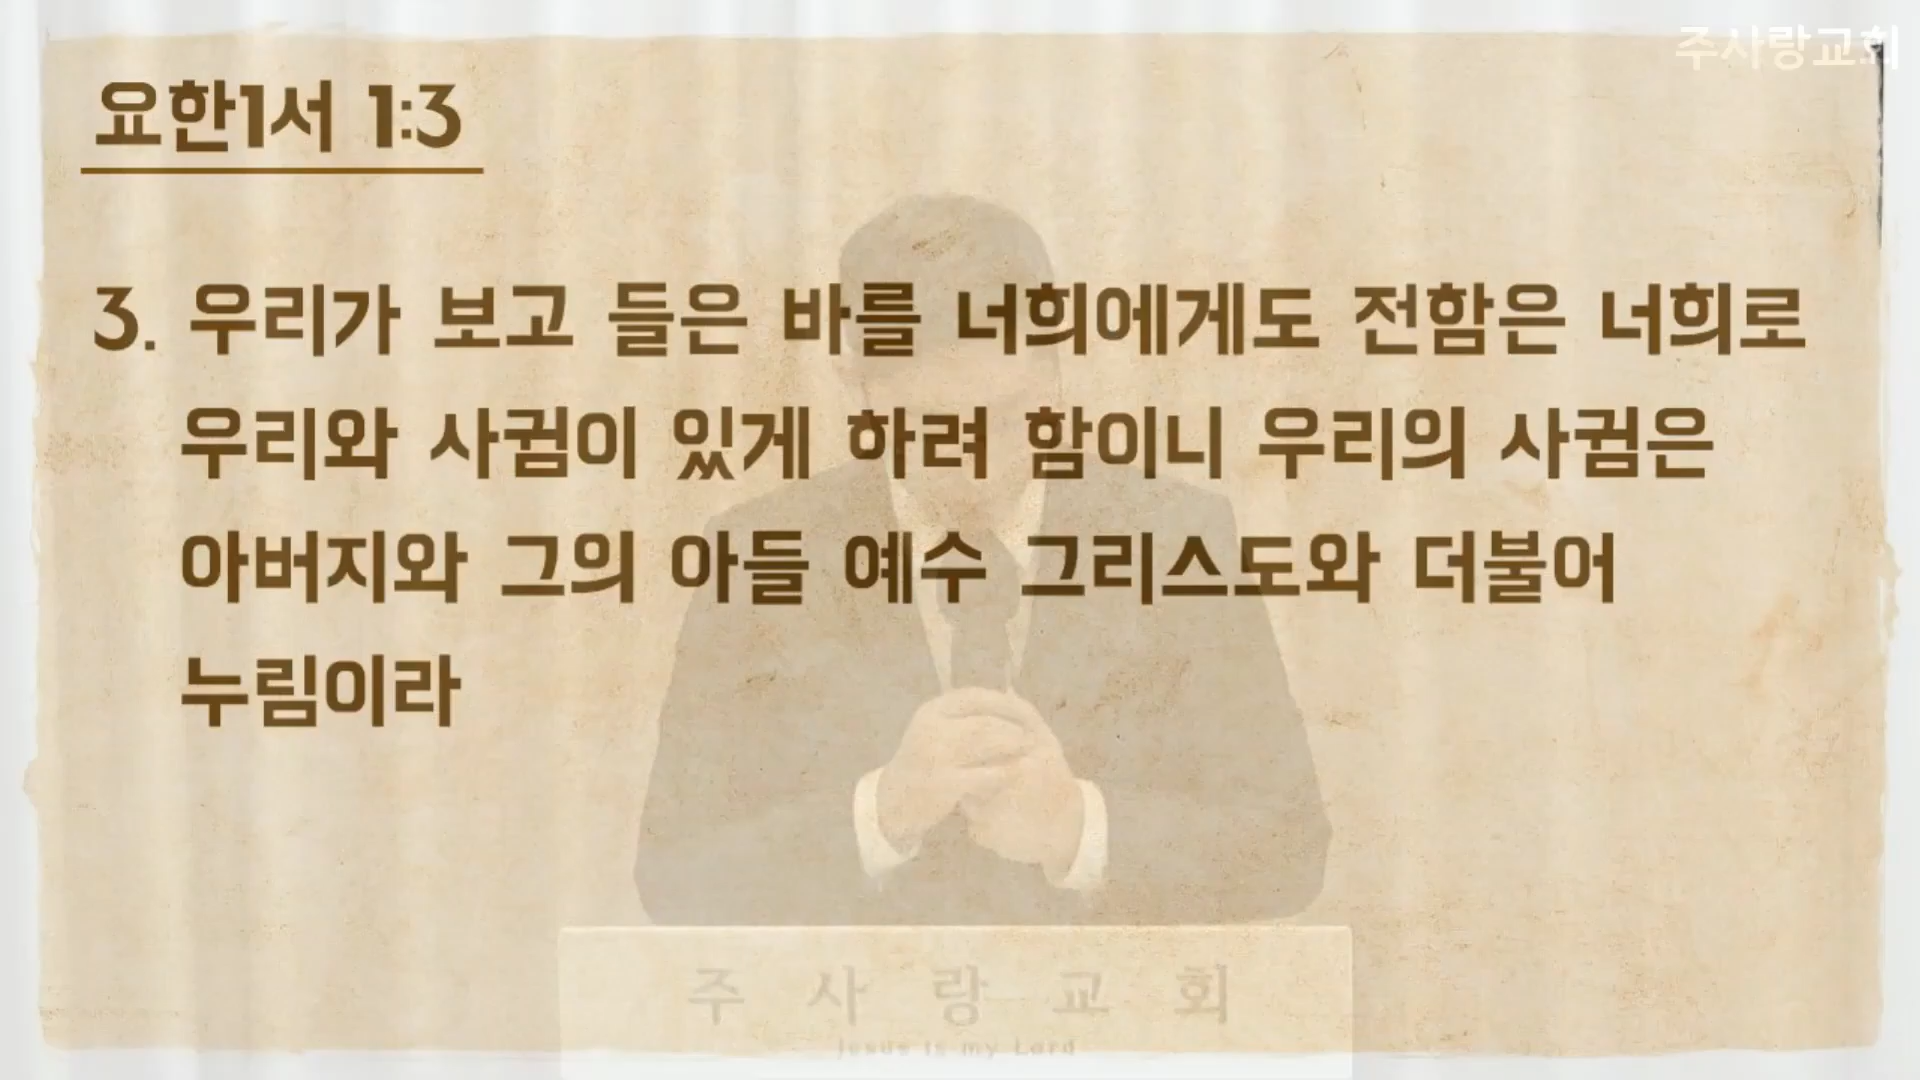 주사랑교회
요한1서 1:3
3. 우리가 보고 들은 바를 너희에게도 전함은 너희로
우리와 사귐이 있게 하려 함이니 우리의 사귐은
아버지와 그의 아들 예수 그리스도와 더불어
누림이라
주사랑교회
Jesus is my Lord